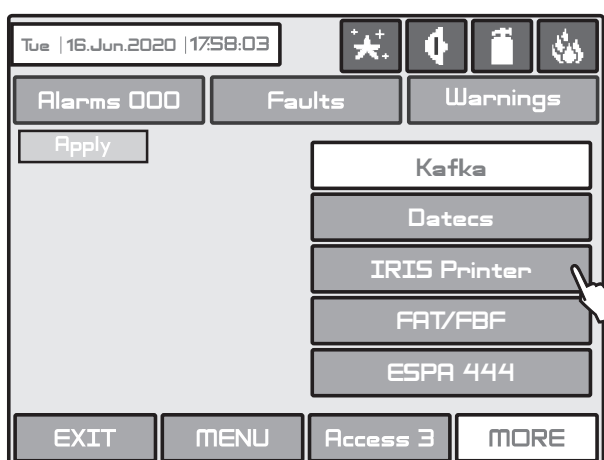 Tue | 16.Jun.2020 | 17:58:03
Alarms 000 Faults Warnings
Apply
Kafka
Datecs
IRIS Printer
FAT/FBF
ESPA 444
EXIT MENU Access 3 MORE